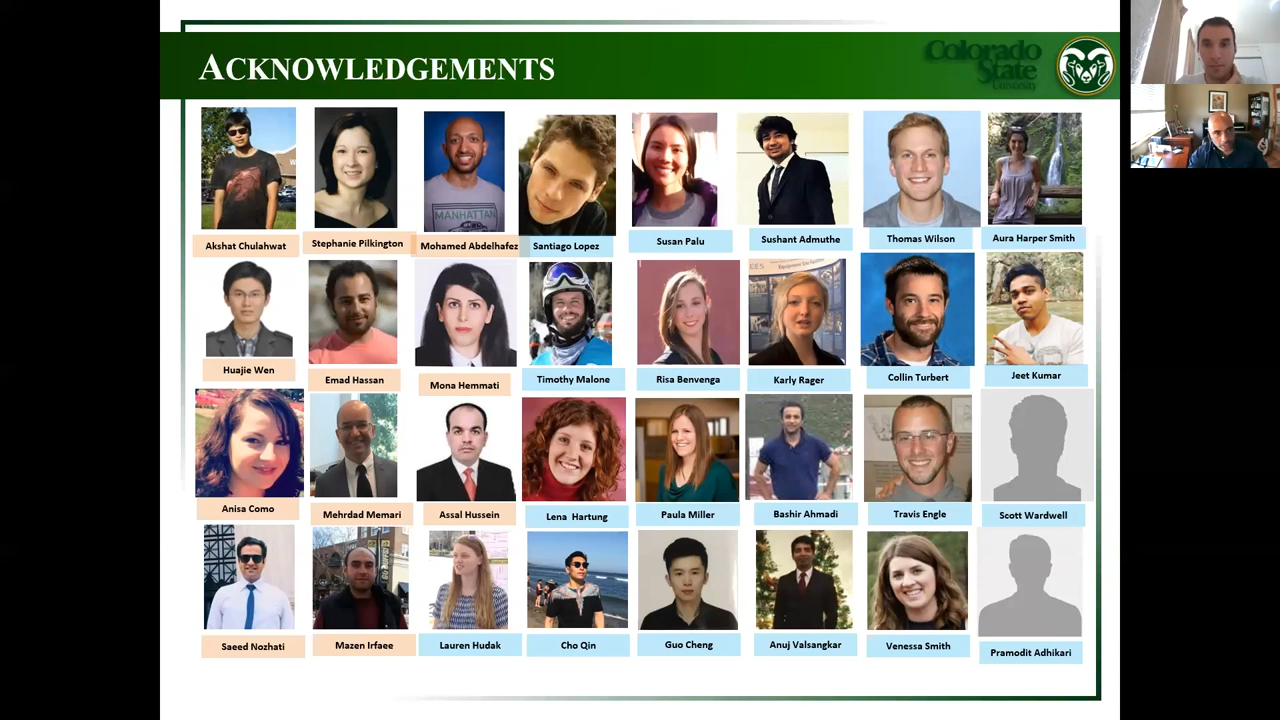 ACKNOWLEDGEMENTS
Colorado
State
University
MANHATTAN
Akshat Chulahwat
Stephanie Pilkington
Mohamed Abdelhafez
Santiago Lopez
Susan Palu
Sushant Admuthe
Thomas Wilson
Aura Harper Smith
Huajie Wen
Emad Hassan
Mona Hemmati
Timothy Malone
Risa Benvenga
Karly Rager
Collin Turbert
Jeet Kumar
Anisa Como
Mehrdad Memari
Assal Hussein
Lena Hartung
Paula Miller
Bashir Ahmadi
Travis Engle
Scott Wardwell
Saeed Nozhati
Mazen Irfaee
Lauren Hudak
Cho Qin
Guo Cheng
Anuj Valsangkar
Venessa Smith
Pramodit Adhikari